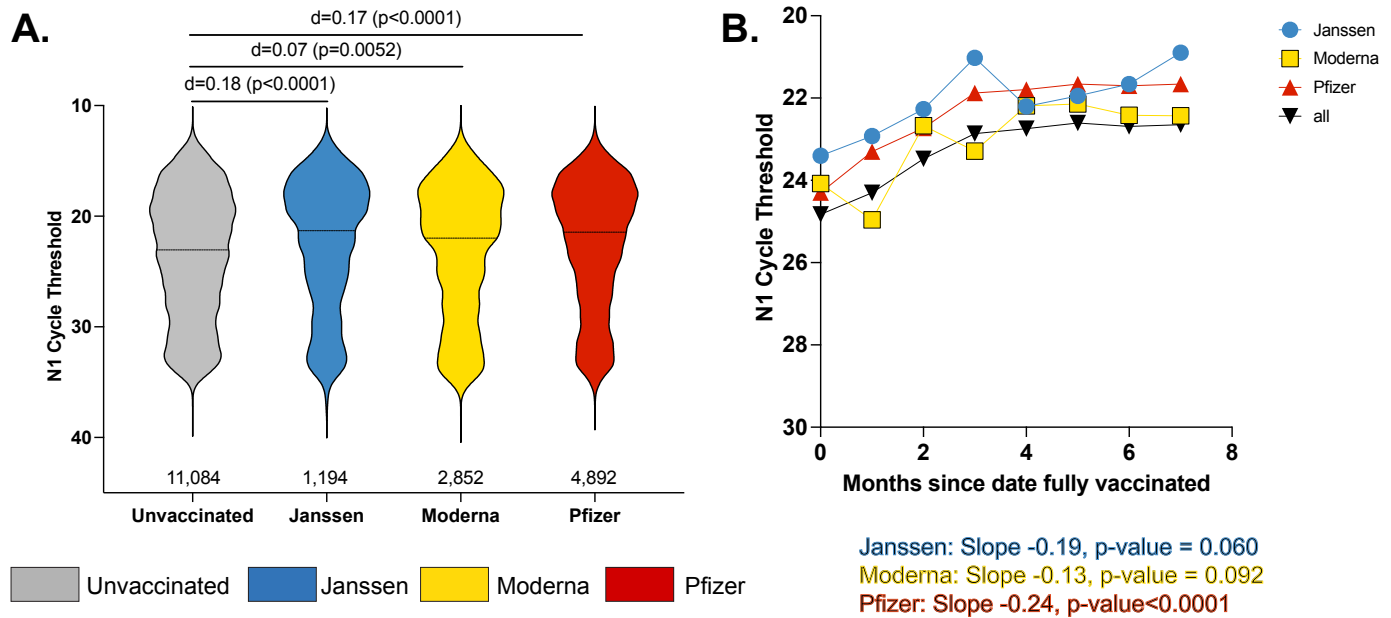 A.
d=0.17 (p<0.0001)
d=0.07 (p=0.0052)
d=0.18 (p<0.0001)
10
20
30
40
N1 Cycle Threshold
11,084 1,194 2,852 4,892
Unvaccinated Janssen Moderna Pfizer
Unvaccinated Janssen Moderna Pfizer
B.
20
22
24
26
28
30
N1 Cycle Threshold
0 2 4 6 8
Months since date fully vaccinated
Janssen
Moderna
Pfizer
all
Janssen: Slope -0.19, p-value = 0.060
Moderna: Slope -0.13, p-value = 0.092
Pfizer: Slope -0.24, p-value<0.0001